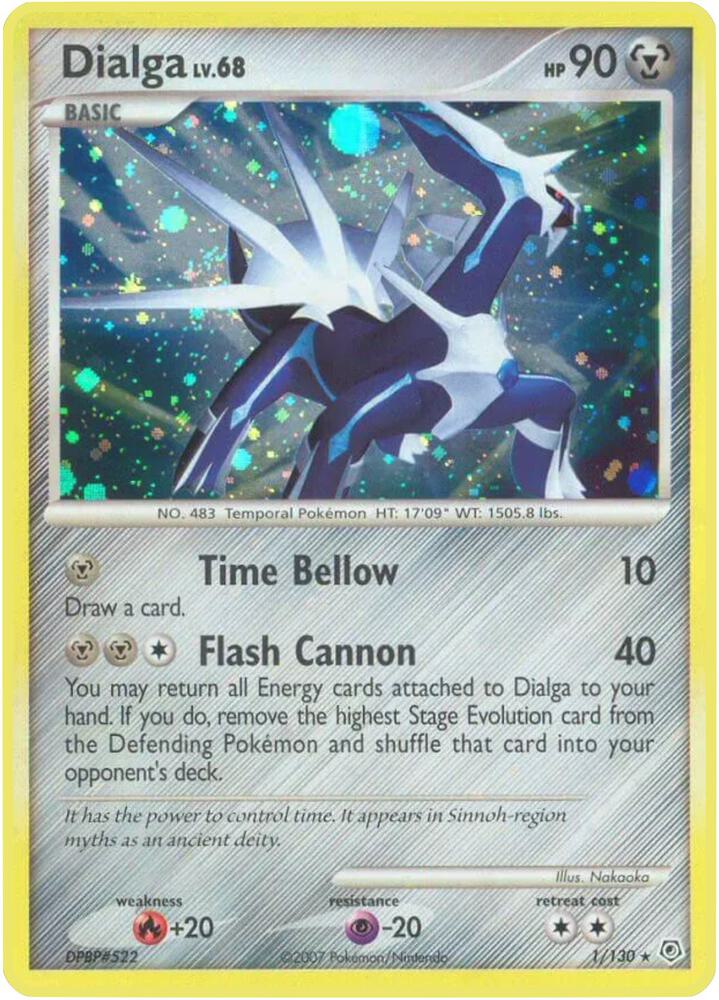 Dialga LV.68 HP 90
BASIC
NO. 483 Temporal Pokémon HT: 17'09" WT: 1505.8 lbs.
Time Bellow 10
Draw a card.
Flash Cannon 40
You may return all Energy cards attached to Dialga to your
hand. If you do, remove the highest Stage Evolution card from
the Defending Pokémon and shuffle that card into your
opponent's deck.
It has the power to control time. It appears in Sinnoh-region
myths as an ancient deity.
Illus. Nakaoka
weakness resistance retreat cost
+20 -20
DPBP#522 ©2007 Pokémon/Nintendo 1/130 ★